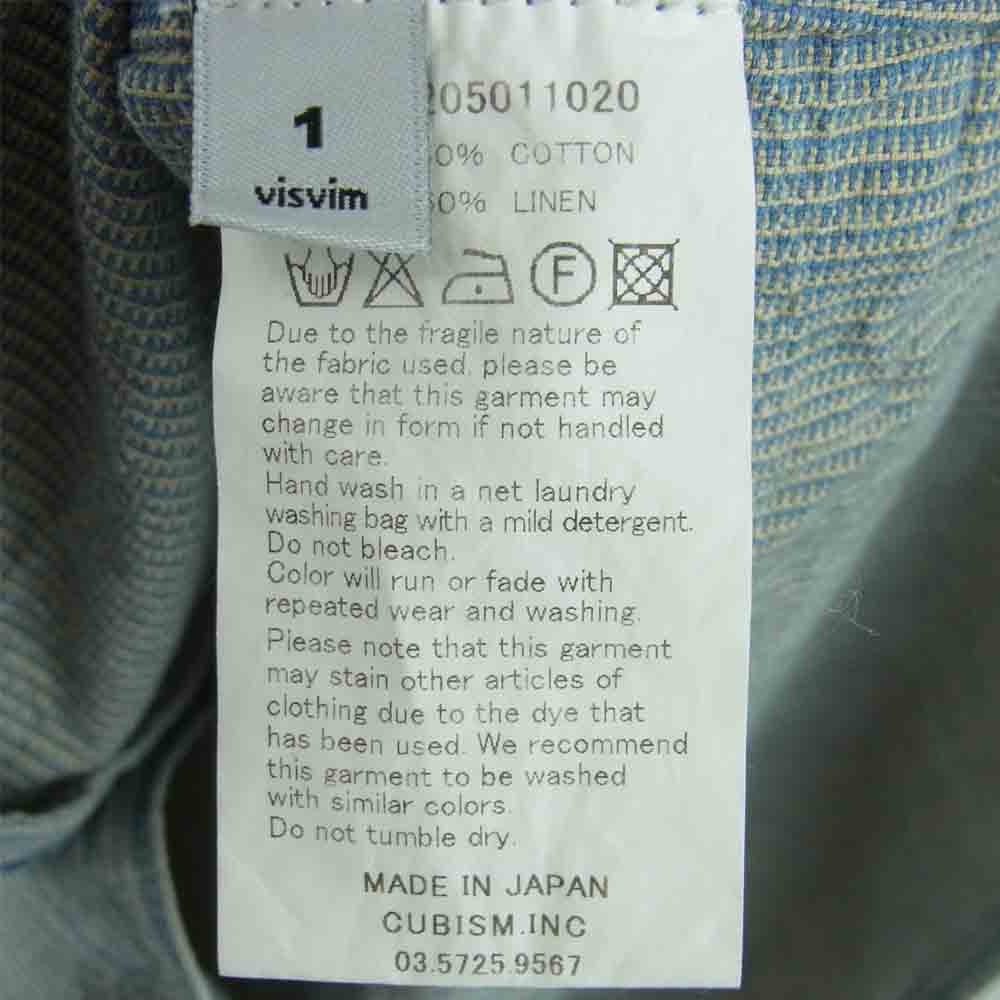 1
visvim
205011020
0% COTTON
0% LINEN
F
Due to the fragile nature of
the fabric used, please be
aware that this garment may
change in form if not handled
with care.
Hand wash in a net laundry
washing bag with a mild detergent.
Do not bleach.
Color will run or fade with
repeated wear and washing.
Please note that this garment
may stain other articles of
clothing due to the dye that
has been used. We recommend
this garment to be washed
with similar colors.
Do not tumble dry.
MADE IN JAPAN
CUBISM.INC
03.5725.9567